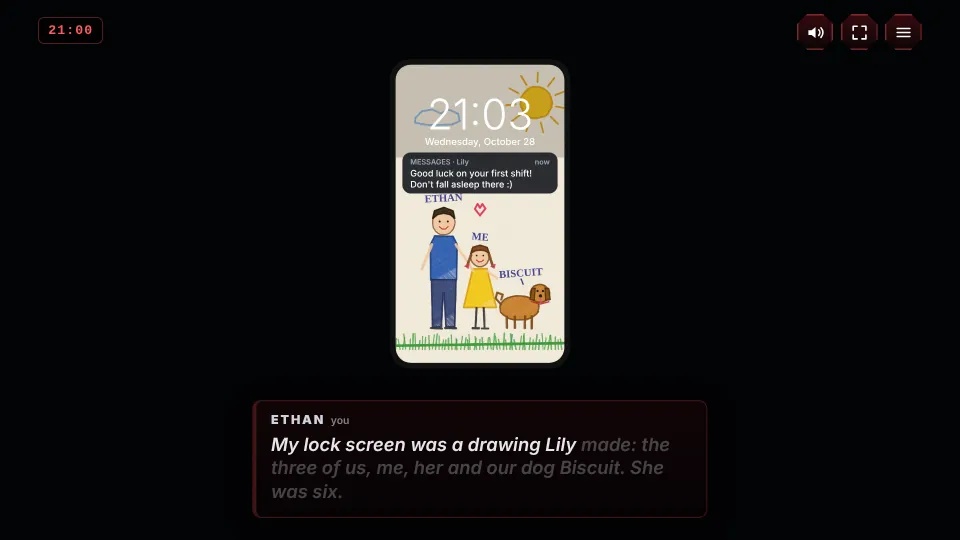 21:00
21:03
Wednesday, October 28
MESSAGES · Lily now
Good luck on your first shift!
Don't fall asleep there :)
ETHAN
ME
BISCUIT
ETHAN you
My lock screen was a drawing Lily made: the
three of us, me, her and our dog Biscuit. She
was six.